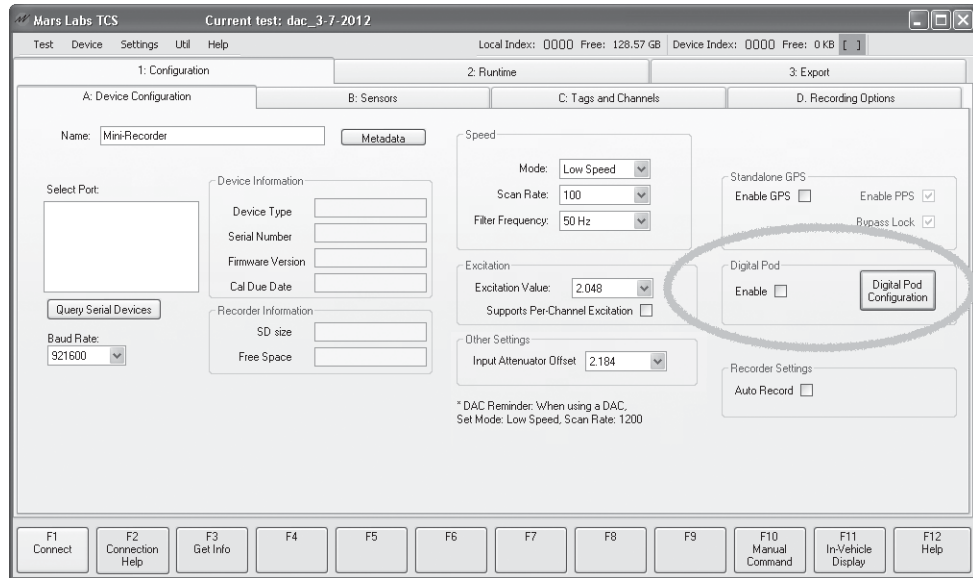 Mars Labs TCS Current test: dac_3-7-2012
Test Device Settings Util Help Local Index: 0000 Free: 128.57 GB Device Index: 0000 Free: 0 KB [ ]
1: Configuration 2: Runtime 3: Export
A: Device Configuration B: Sensors C: Tags and Channels D. Recording Options
Name: Mini-Recorder Metadata
Select Port:
Query Serial Devices
Baud Rate:
921600
Device Information
Device Type
Serial Number
Firmware Version
Cal Due Date
Recorder Information
SD size
Free Space
Speed
Mode: Low Speed
Scan Rate: 100
Filter Frequency: 50 Hz
Excitation
Excitation Value: 2.048
Supports Per-Channel Excitation
Other Settings
Input Attenuator Offset 2.184
* DAC Reminder: When using a DAC,
Set Mode: Low Speed, Scan Rate: 1200
Standalone GPS
Enable GPS Enable PPS
Bypass Lock
Digital Pod
Enable Digital Pod
Configuration
Recorder Settings
Auto Record
F1 F2 F3 F4 F5 F6 F7 F8 F9 F10 F11 F12
Connect Connection Get Info Manual In-Vehicle Help
Help Command Display